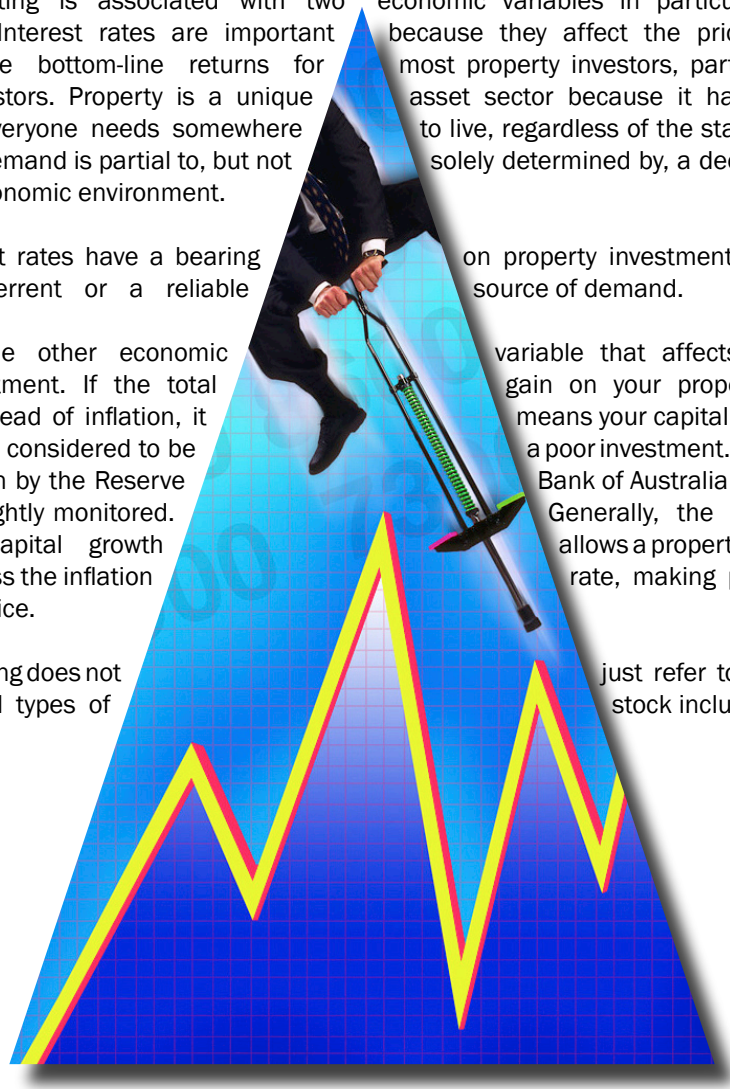 ting is associated with two economic variables in particu
Interest rates are important because they affect the pric
e bottom-line returns for most property investors, part
stors. Property is a unique asset sector because it ha
veryone needs somewhere to live, regardless of the sta
emand is partial to, but not solely determined by, a dec
onomic environment.
t rates have a bearing on property investment
errent or a reliable source of demand.
e other economic variable that affects
tment. If the total gain on your prope
ead of inflation, it means your capital
considered to be a poor investment.
n by the Reserve Bank of Australia
ghtly monitored. Generally, the
apital growth allows a propert
ss the inflation rate, making p
ice.
ng does not just refer to
l types of stock inclu